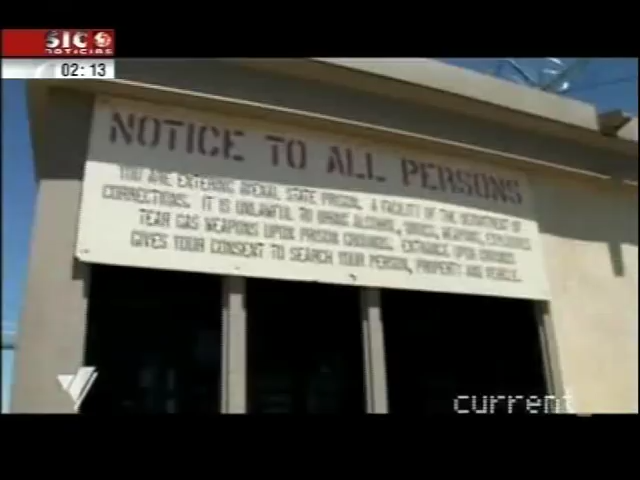 SIC
NOTÍCIAS
02:13
NOTICE TO ALL PERSONS
YOU ARE ENTERING AVENAL STATE PRISON. A FACILITY OF THE DEPARTMENT OF
CORRECTIONS. IT IS UNLAWFUL TO BRING ALCOHOL, DRUGS, WEAPONS, EXPLOSIVES
TEAR GAS WEAPONS UPON PRISON GROUNDS. ENTRANCE UPON GROUNDS
GIVES YOUR CONSENT TO SEARCH YOUR PERSON, PROPERTY AND VEHICLE.
current_